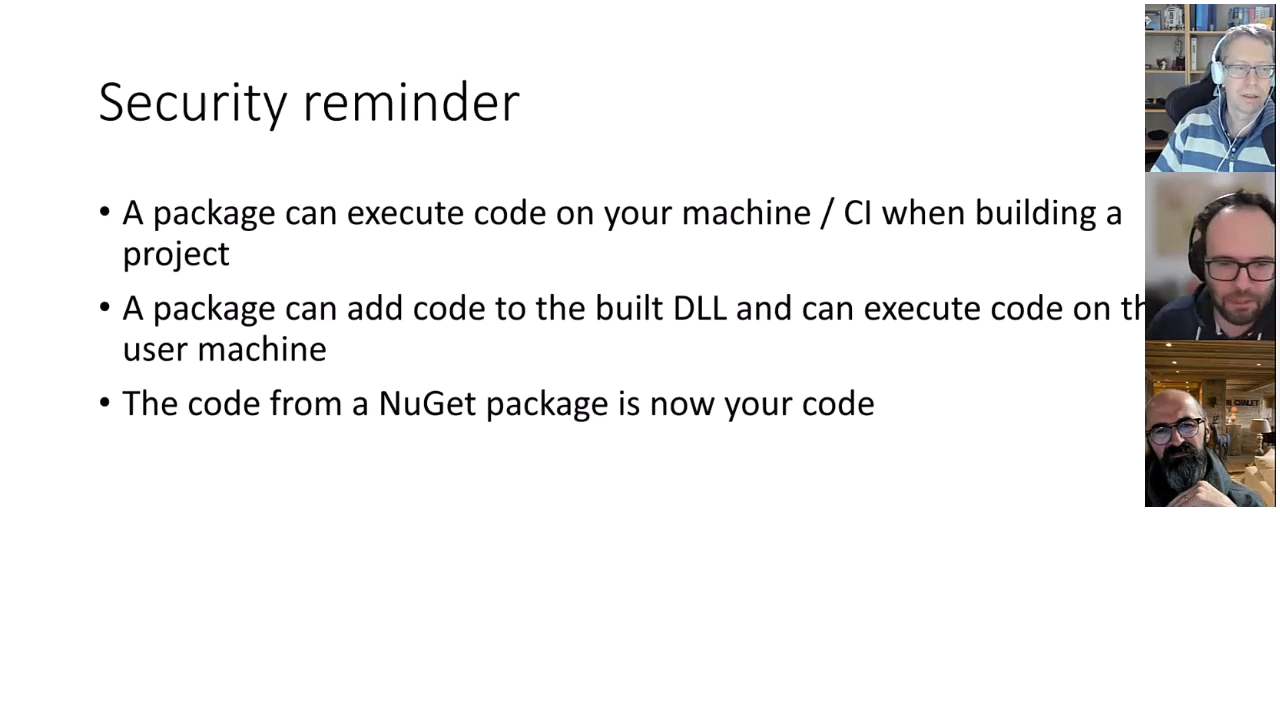 Security reminder
• A package can execute code on your machine / CI when building a
project
• A package can add code to the built DLL and can execute code on
user machine
• The code from a NuGet package is now your code
CHALET